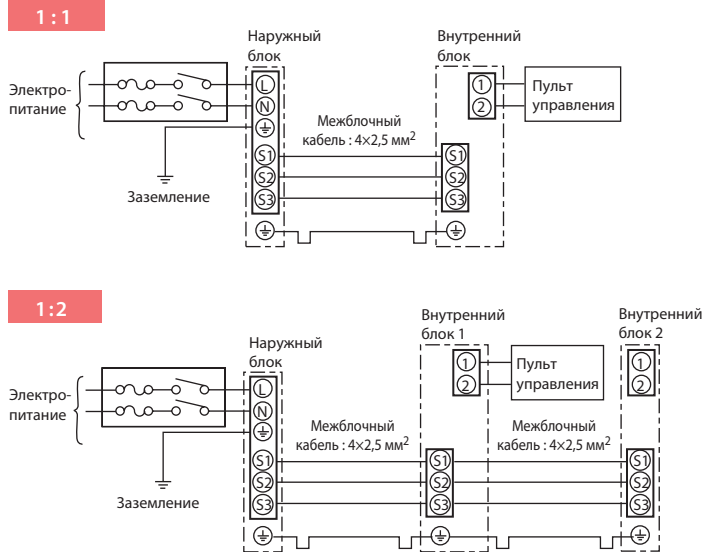 1 : 1
Наружный
блок
Внутренний
блок
Электро-
питание
L
N
1
2
Пульт
управления
Межблочный
кабель : 4×2,5 мм²
S1
S2
S3
S1
S2
S3
Заземление
1:2
Наружный
блок
Внутренний
блок 1
Внутренний
блок 2
Электро-
питание
L
N
1
2
Пульт
управления
1
2
Межблочный
кабель : 4×2,5 мм²
Межблочный
кабель : 4×2,5 мм²
S1
S2
S3
S1
S2
S3
S1
S2
S3
Заземление